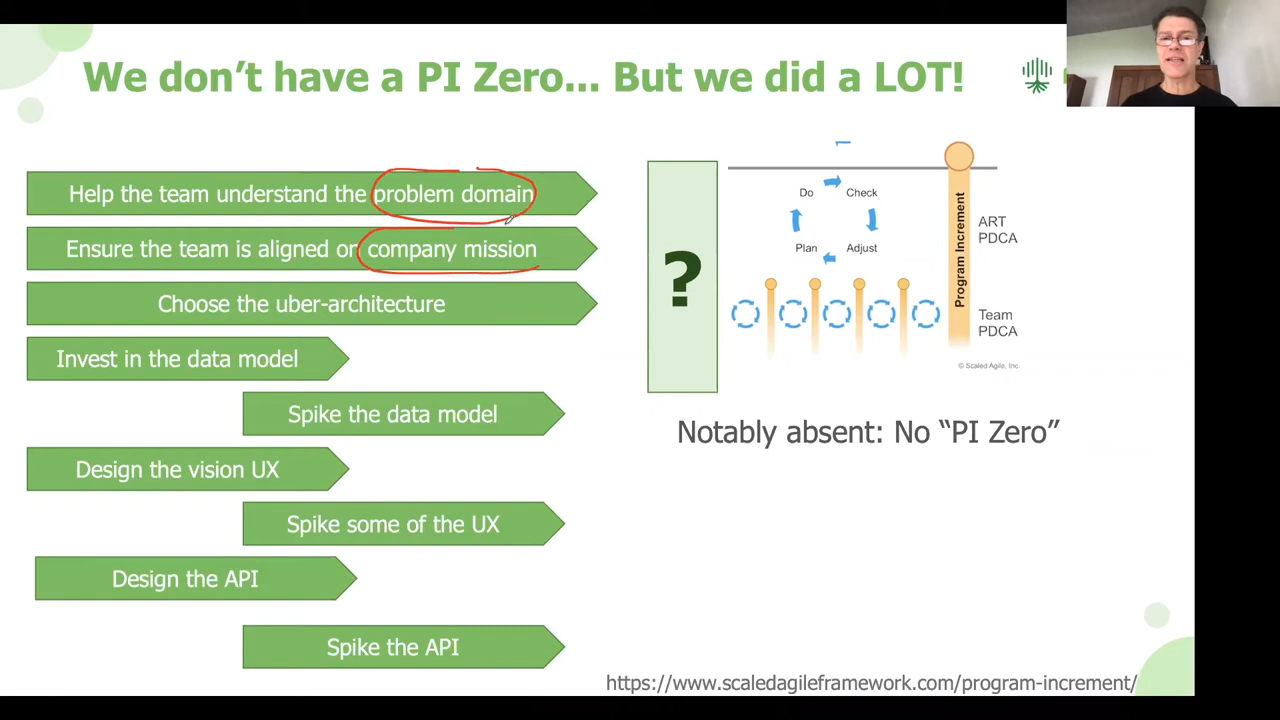 We don't have a PI Zero... But we did a LOT!
Help the team understand the problem domain
Ensure the team is aligned on company mission
Choose the uber-architecture
Invest in the data model
Spike the data model
Design the vision UX
Spike some of the UX
Design the API
Spike the API
?
Do
Check
Plan
Adjust
Program Increment
ART
PDCA
Team
PDCA
© Scaled Agile, Inc.
Notably absent: No “PI Zero”
https://www.scaledagileframework.com/program-increment/